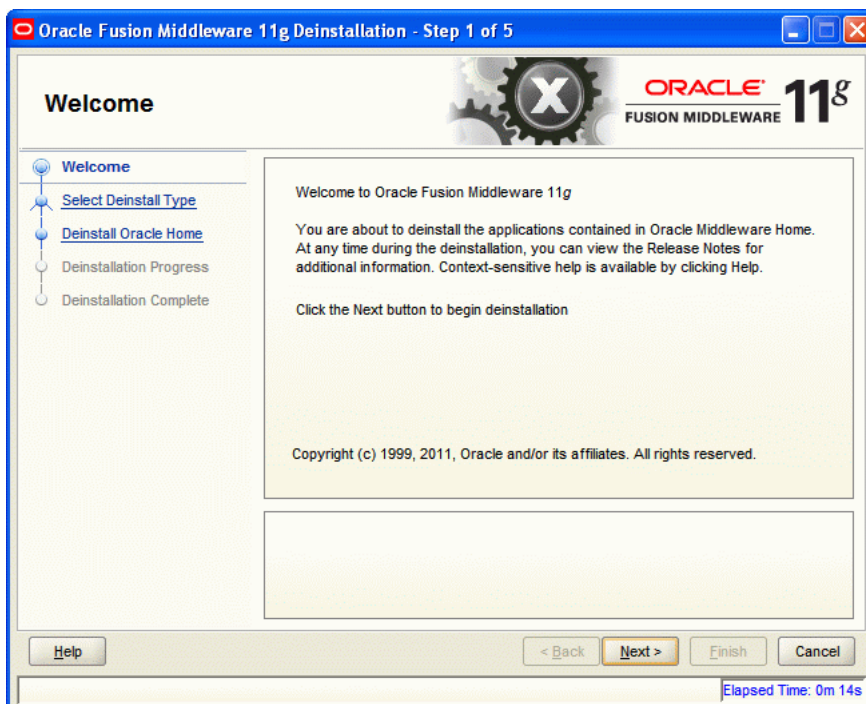 Oracle Fusion Middleware 11g Deinstallation - Step 1 of 5
Welcome
ORACLE
FUSION MIDDLEWARE
11g
Welcome
Select Deinstall Type
Deinstall Oracle Home
Deinstallation Progress
Deinstallation Complete
Welcome to Oracle Fusion Middleware 11g
You are about to deinstall the applications contained in Oracle Middleware Home.
At any time during the deinstallation, you can view the Release Notes for
additional information. Context-sensitive help is available by clicking Help.
Click the Next button to begin deinstallation
Copyright (c) 1999, 2011, Oracle and/or its affiliates. All rights reserved.
Help
< Back
Next >
Finish
Cancel
Elapsed Time: 0m 14s